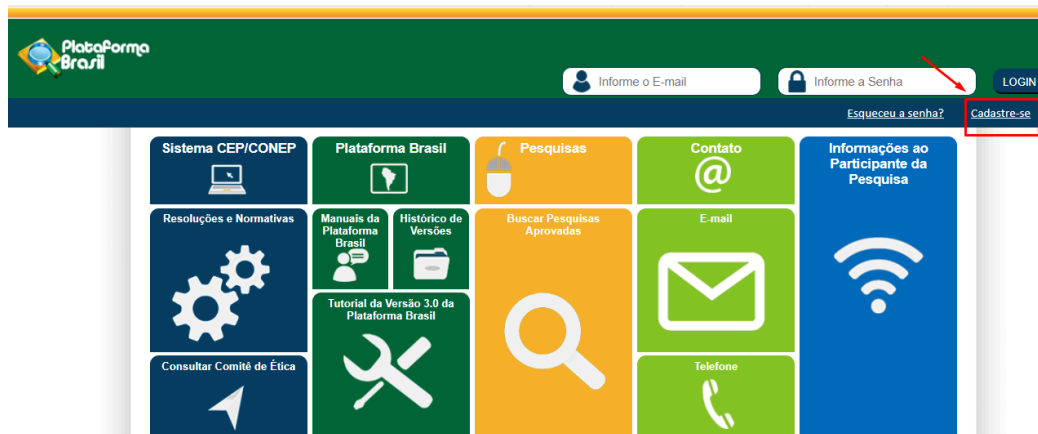 Plataforma
Brasil
Informe o E-mail
Informe a Senha
LOGIN
Esqueceu a senha?
Cadastre-se
Sistema CEP/CONEP
Plataforma Brasil
Pesquisas
Contato
@
Informações ao
Participante da
Pesquisa
Resoluções e Normativas
Manuais da
Plataforma
Brasil
Histórico de
Versões
Buscar Pesquisas
Aprovadas
E-mail
Tutorial da Versão 3.0 da
Plataforma Brasil
Consultar Comitê de Ética
Telefone